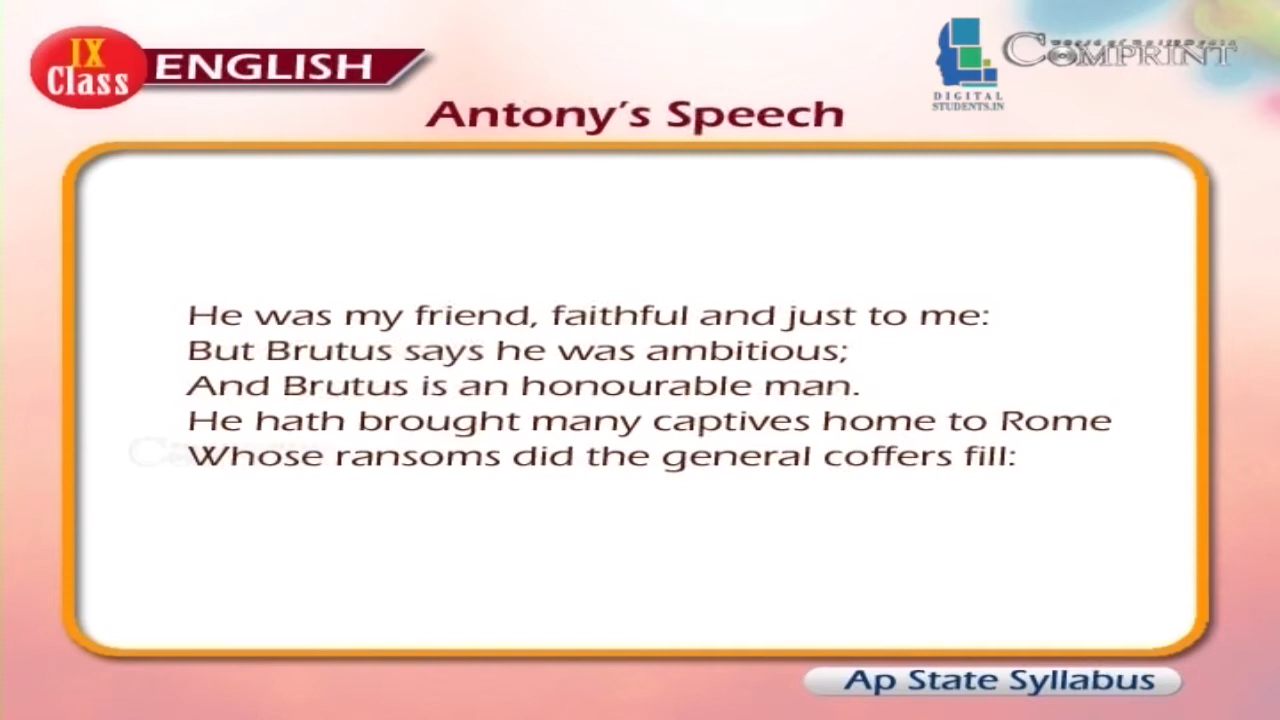 IX
Class
ENGLISH
DIGITAL
STUDENTS.IN
COMPRINT
Antony's Speech
He was my friend, faithful and just to me:
But Brutus says he was ambitious;
And Brutus is an honourable man.
He hath brought many captives home to Rome
Whose ransoms did the general coffers fill:
Ap State Syllabus